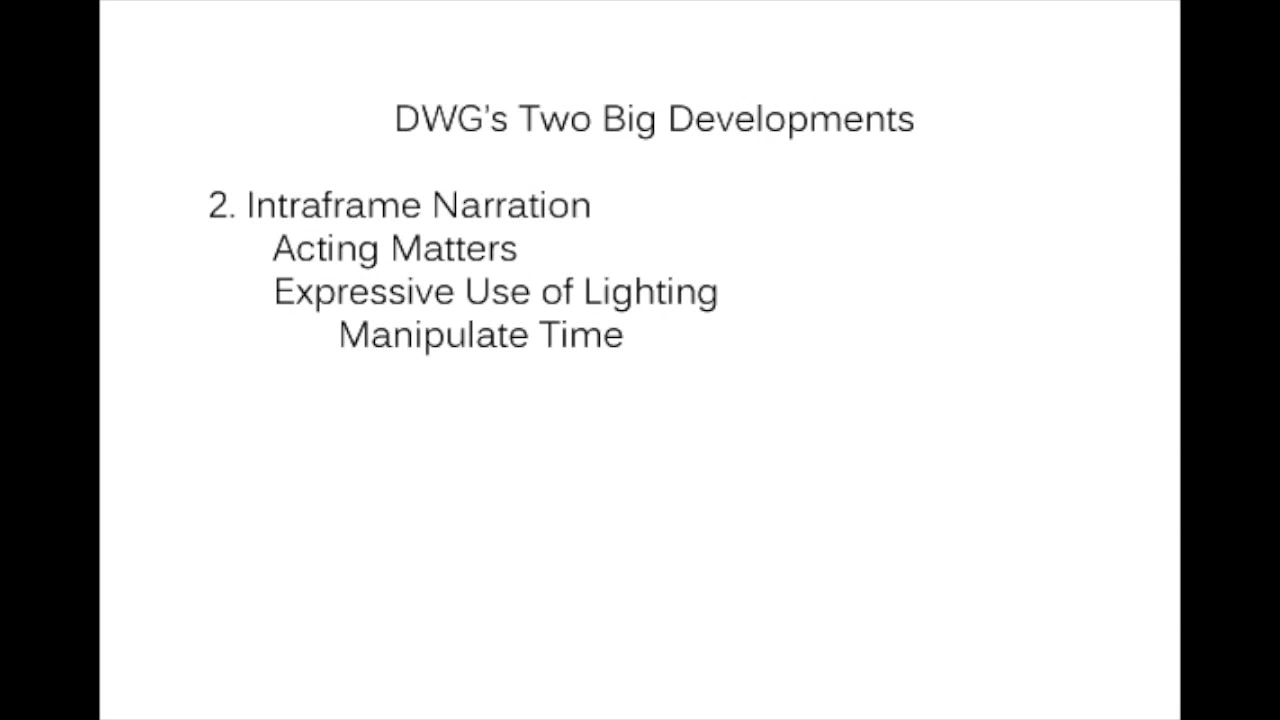 DWG's Two Big Developments
2. Intraframe Narration
Acting Matters
Expressive Use of Lighting
Manipulate Time